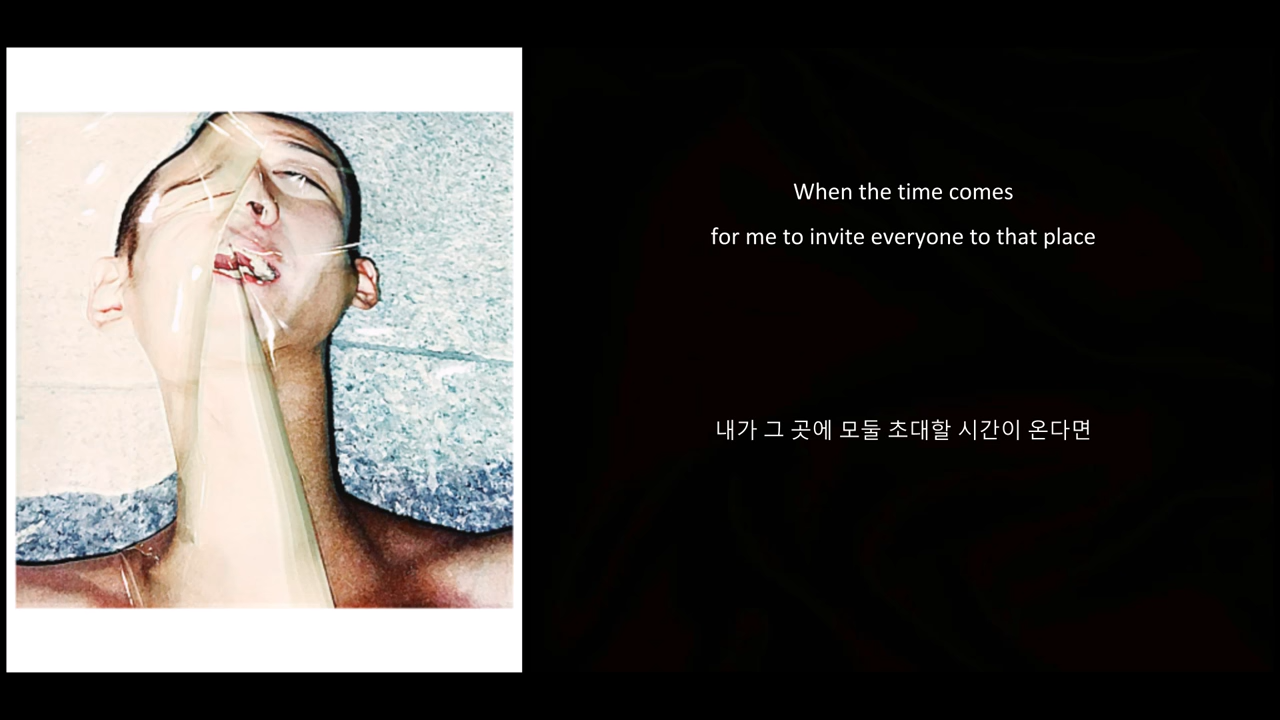 When the time comes
for me to invite everyone to that place
내가 그 곳에 모둘 초대할 시간이 온다면